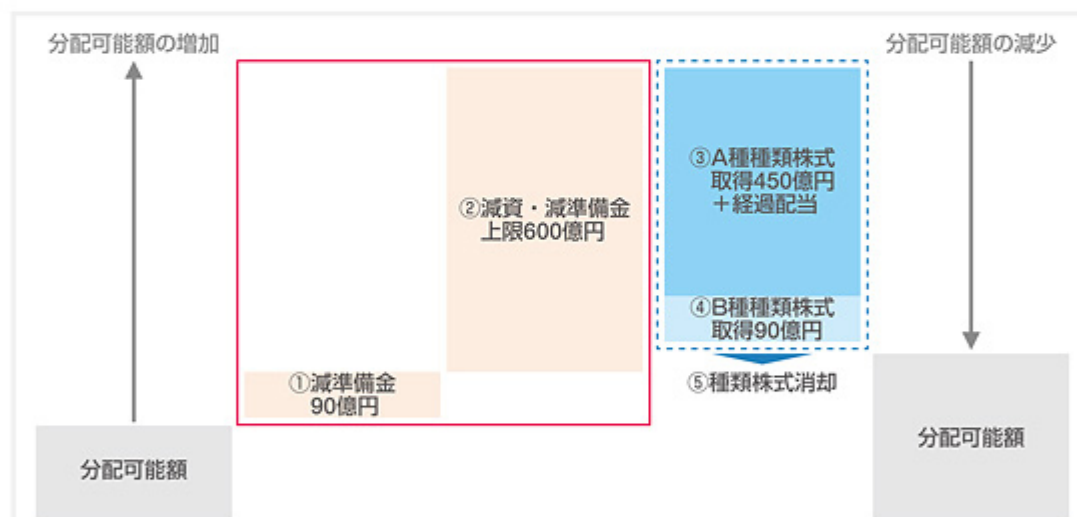 分配可能額の増加
分配可能額の減少
②減資・減準備金
上限600億円
③A種種類株式
取得450億円
＋経過配当
④B種種類株式
取得90億円
①減準備金
90億円
⑤種類株式消却
分配可能額
分配可能額